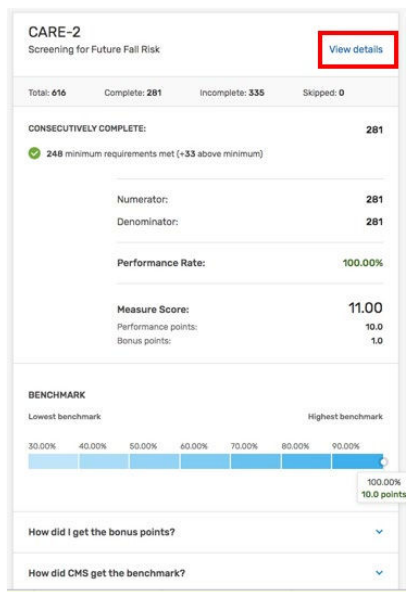 CARE-2
Screening for Future Fall Risk
View details
Total: 616 Complete: 281 Incomplete: 335 Skipped: 0
CONSECUTIVELY COMPLETE: 281
248 minimum requirements met (+33 above minimum)
Numerator: 281
Denominator: 281
Performance Rate: 100.00%
Measure Score: 11.00
Performance points: 10.0
Bonus points: 1.0
BENCHMARK
Lowest benchmark Highest benchmark
30.00% 40.00% 50.00% 60.00% 70.00% 80.00% 90.00%
100.00%
10.0 points
How did I get the bonus points?
How did CMS get the benchmark?